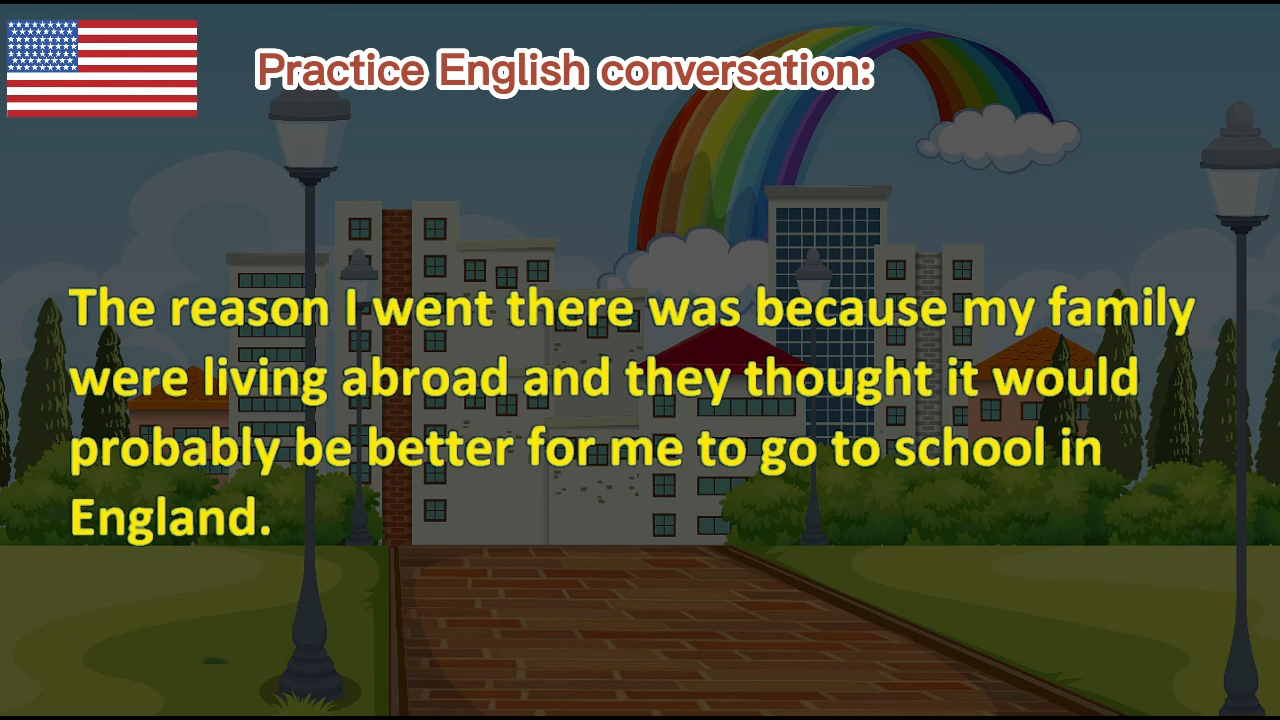 Practice English conversation:
The reason I went there was because my family
were living abroad and they thought it would
probably be better for me to go to school in
England.